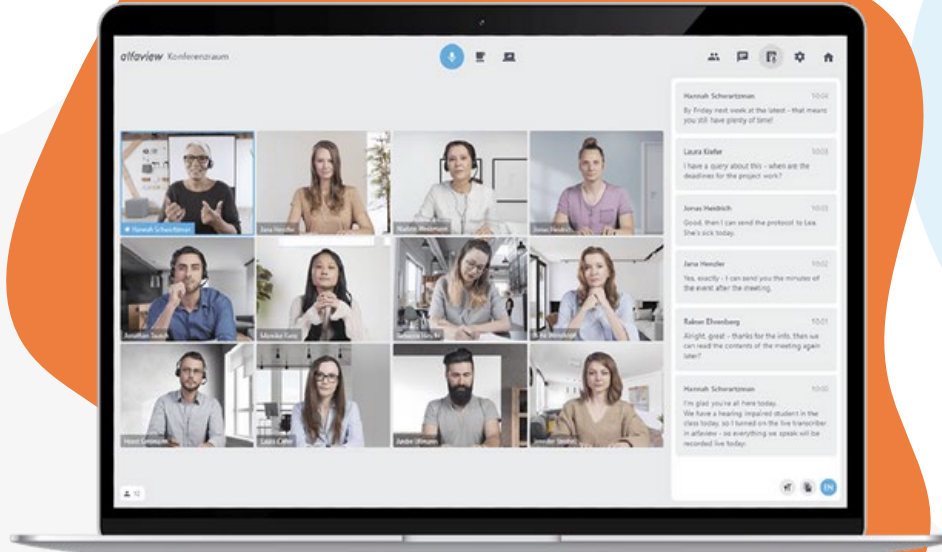 alfaview Konferenzraum
Hannah Schwartzman 10:04
By Friday next week at the latest - that means
you still have plenty of time!
Laura Kiefer 10:03
I have a query about this - when are the
deadlines for the project work?
Jonas Heidrich 10:03
Good, then I can send the protocol to Lea.
She's sick today.
Jana Henzler 10:02
Yes, exactly - I can send you the minutes of
the event after the meeting.
Rainer Ehrenberg 10:01
Alright, great - thanks for the info, then we
can read the contents of the meeting again
later?
Hannah Schwartzman 10:00
I'm glad you're all here today.
We have a hearing impaired student in the
class today, so I turned on the live transcriber
in alfaview - so everything we speak will be
recorded live today.
Hannah Schwartzman
Jana Henzler
Nadine
Jonas Heidrich
Jonathan
Rebecca
Laura
Andre
Jennifer
12
EN